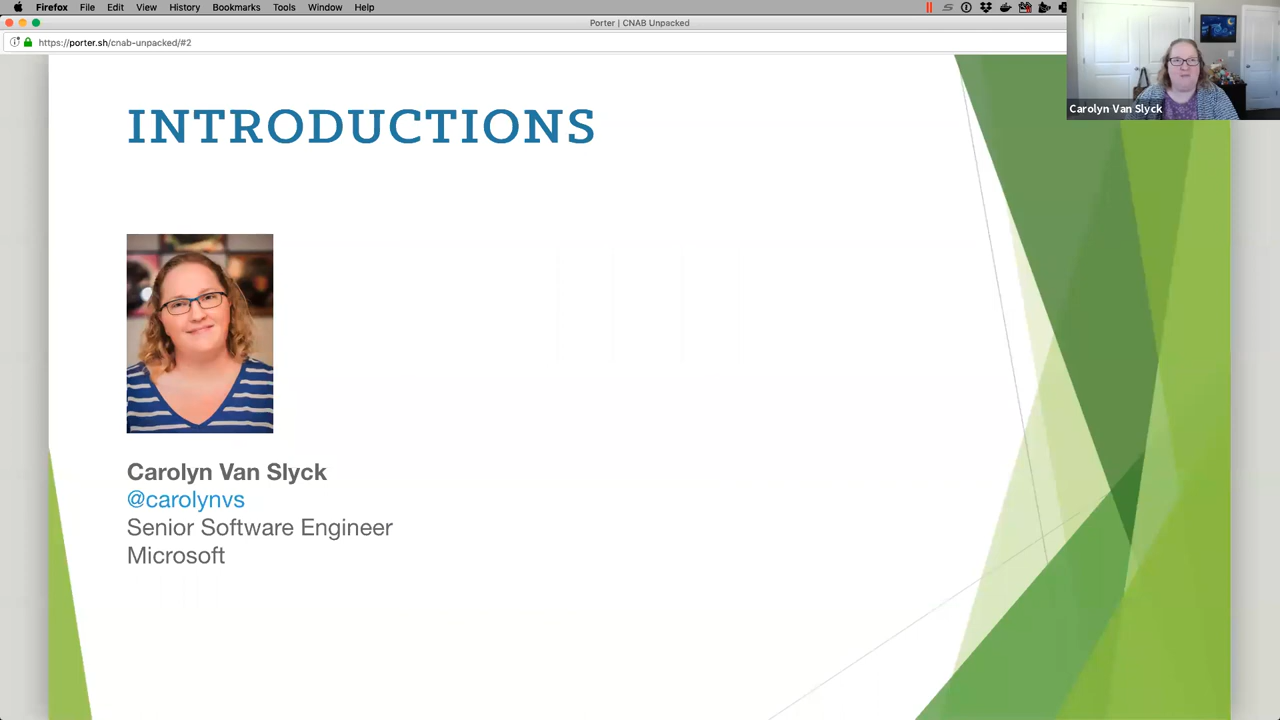 Firefox File Edit View History Bookmarks Tools Window Help
Porter | CNAB Unpacked
https://porter.sh/cnab-unpacked/#2
Carolyn Van Slyck
INTRODUCTIONS
Carolyn Van Slyck
@carolynvs
Senior Software Engineer
Microsoft